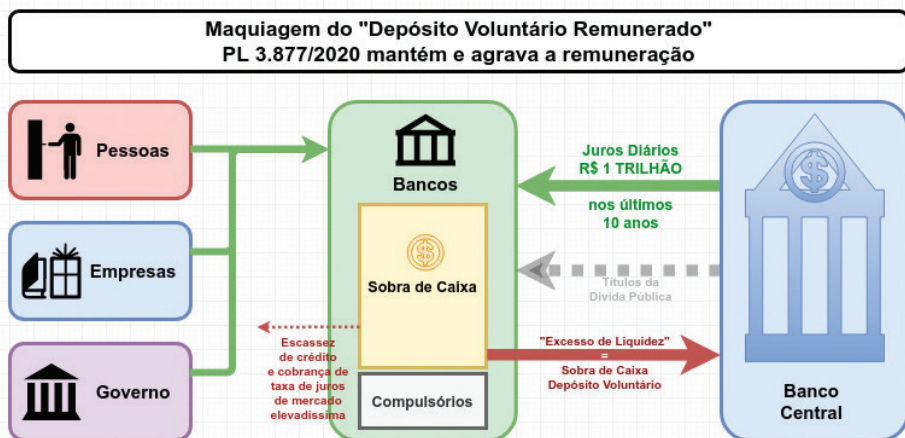 Maquiagem do "Depósito Voluntário Remunerado"
PL 3.877/2020 mantém e agrava a remuneração
Pessoas
Empresas
Governo
Bancos
Sobra de Caixa
Compulsórios
Escassez
de crédito
e cobrança de
taxa de juros
de mercado
elevadíssima
Juros Diários
R$ 1 TRILHÃO
nos últimos
10 anos
Títulos da
Dívida Pública
"Excesso de Liquidez"
=
Sobra de Caixa
Depósito Voluntário
Banco
Central